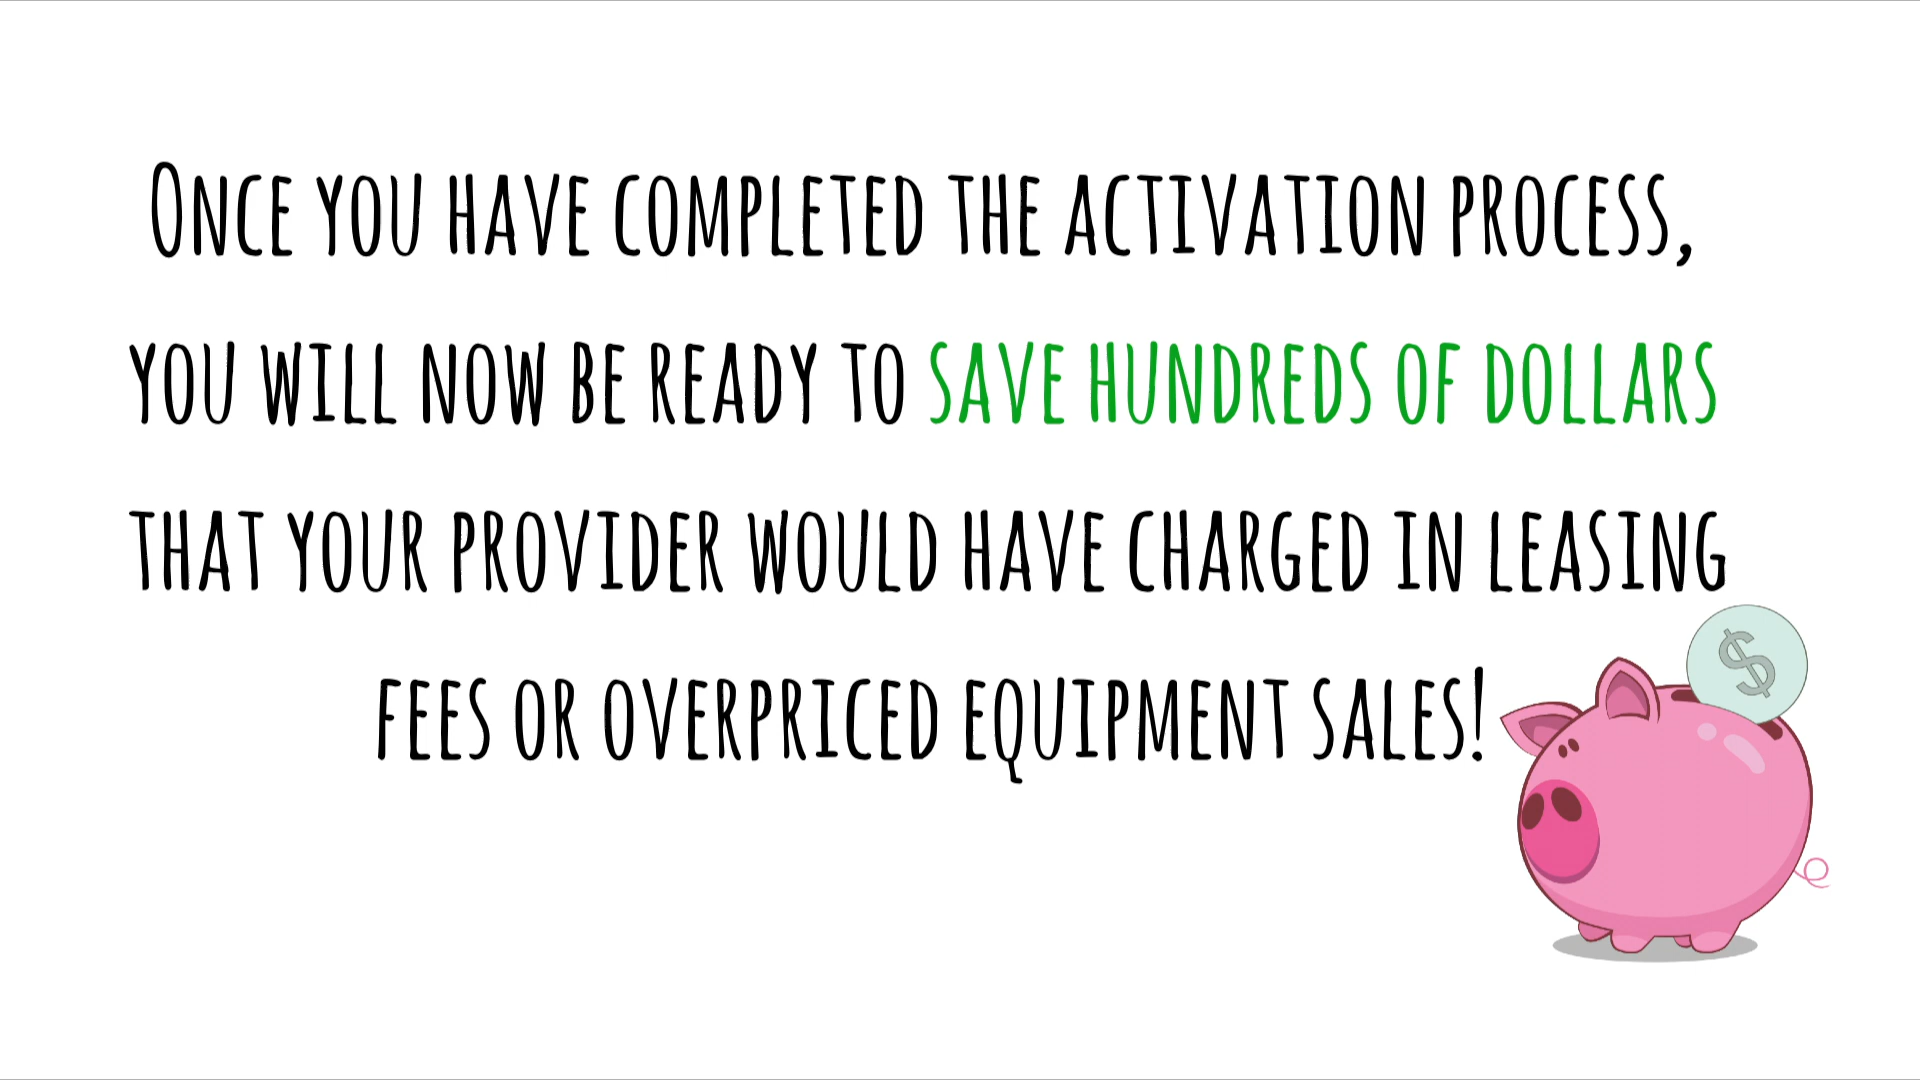 Once you have completed the activation process,
you will now be ready to save hundreds of dollars
that your provider would have charged in leasing
fees or overpriced equipment sales!
$